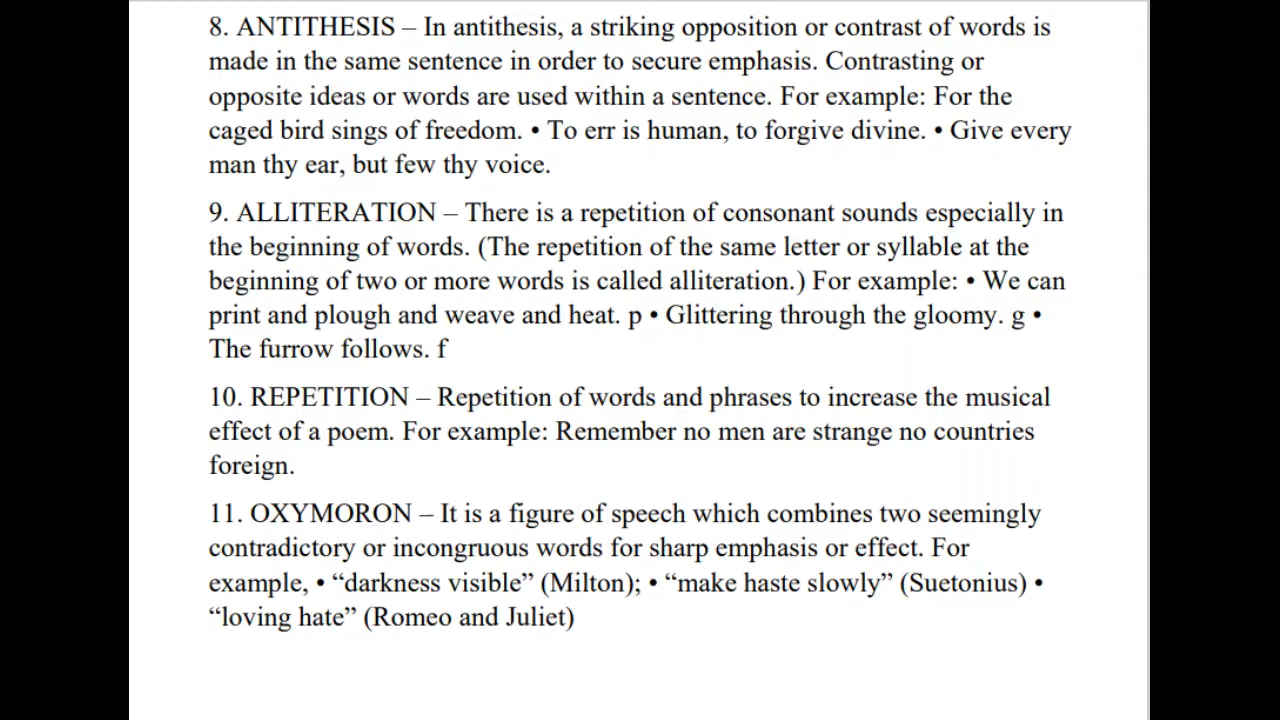 8. ANTITHESIS – In antithesis, a striking opposition or contrast of words is
made in the same sentence in order to secure emphasis. Contrasting or
opposite ideas or words are used within a sentence. For example: For the
caged bird sings of freedom. • To err is human, to forgive divine. • Give every
man thy ear, but few thy voice.
9. ALLITERATION – There is a repetition of consonant sounds especially in
the beginning of words. (The repetition of the same letter or syllable at the
beginning of two or more words is called alliteration.) For example: • We can
print and plough and weave and heat. p • Glittering through the gloomy. g •
The furrow follows. f
10. REPETITION – Repetition of words and phrases to increase the musical
effect of a poem. For example: Remember no men are strange no countries
foreign.
11. OXYMORON – It is a figure of speech which combines two seemingly
contradictory or incongruous words for sharp emphasis or effect. For
example, • “darkness visible” (Milton); • “make haste slowly” (Suetonius) •
“loving hate” (Romeo and Juliet)